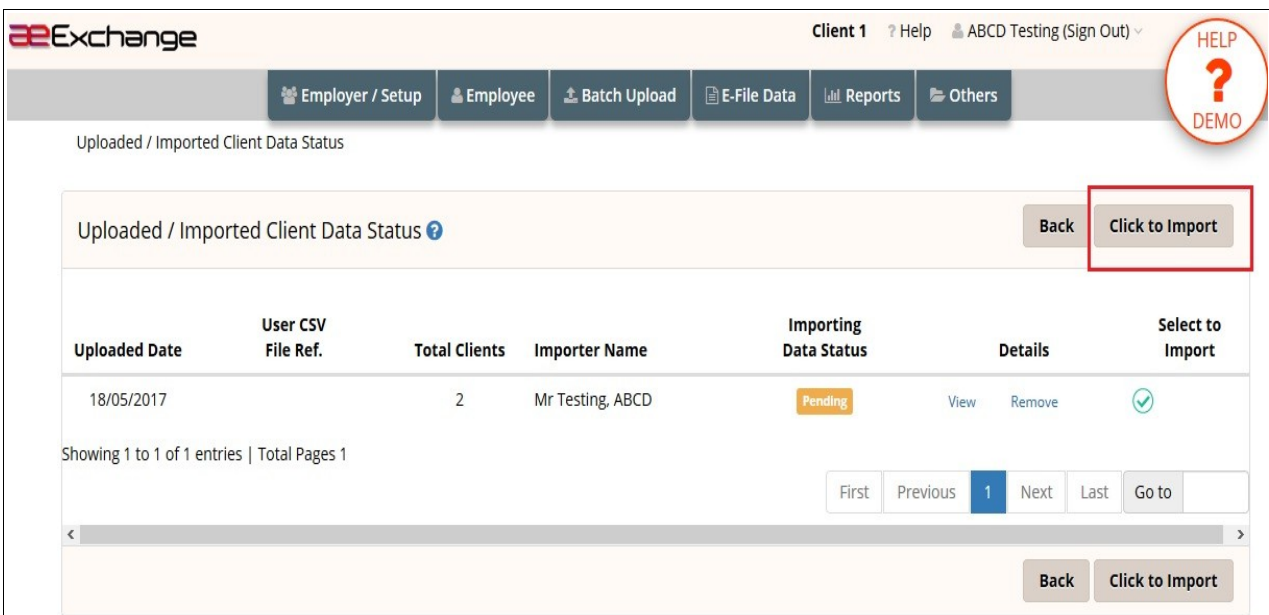 aeExchange
Client 1 ? Help ABCD Testing (Sign Out)
HELP
?
DEMO
Employer / Setup Employee Batch Upload E-File Data Reports Others
Uploaded / Imported Client Data Status
Uploaded / Imported Client Data Status ?
Back Click to Import
Uploaded Date User CSV File Ref. Total Clients Importer Name Importing Data Status Details Select to Import
18/05/2017 2 Mr Testing, ABCD Pending View Remove
Showing 1 to 1 of 1 entries | Total Pages 1
First Previous 1 Next Last Go to
Back Click to Import